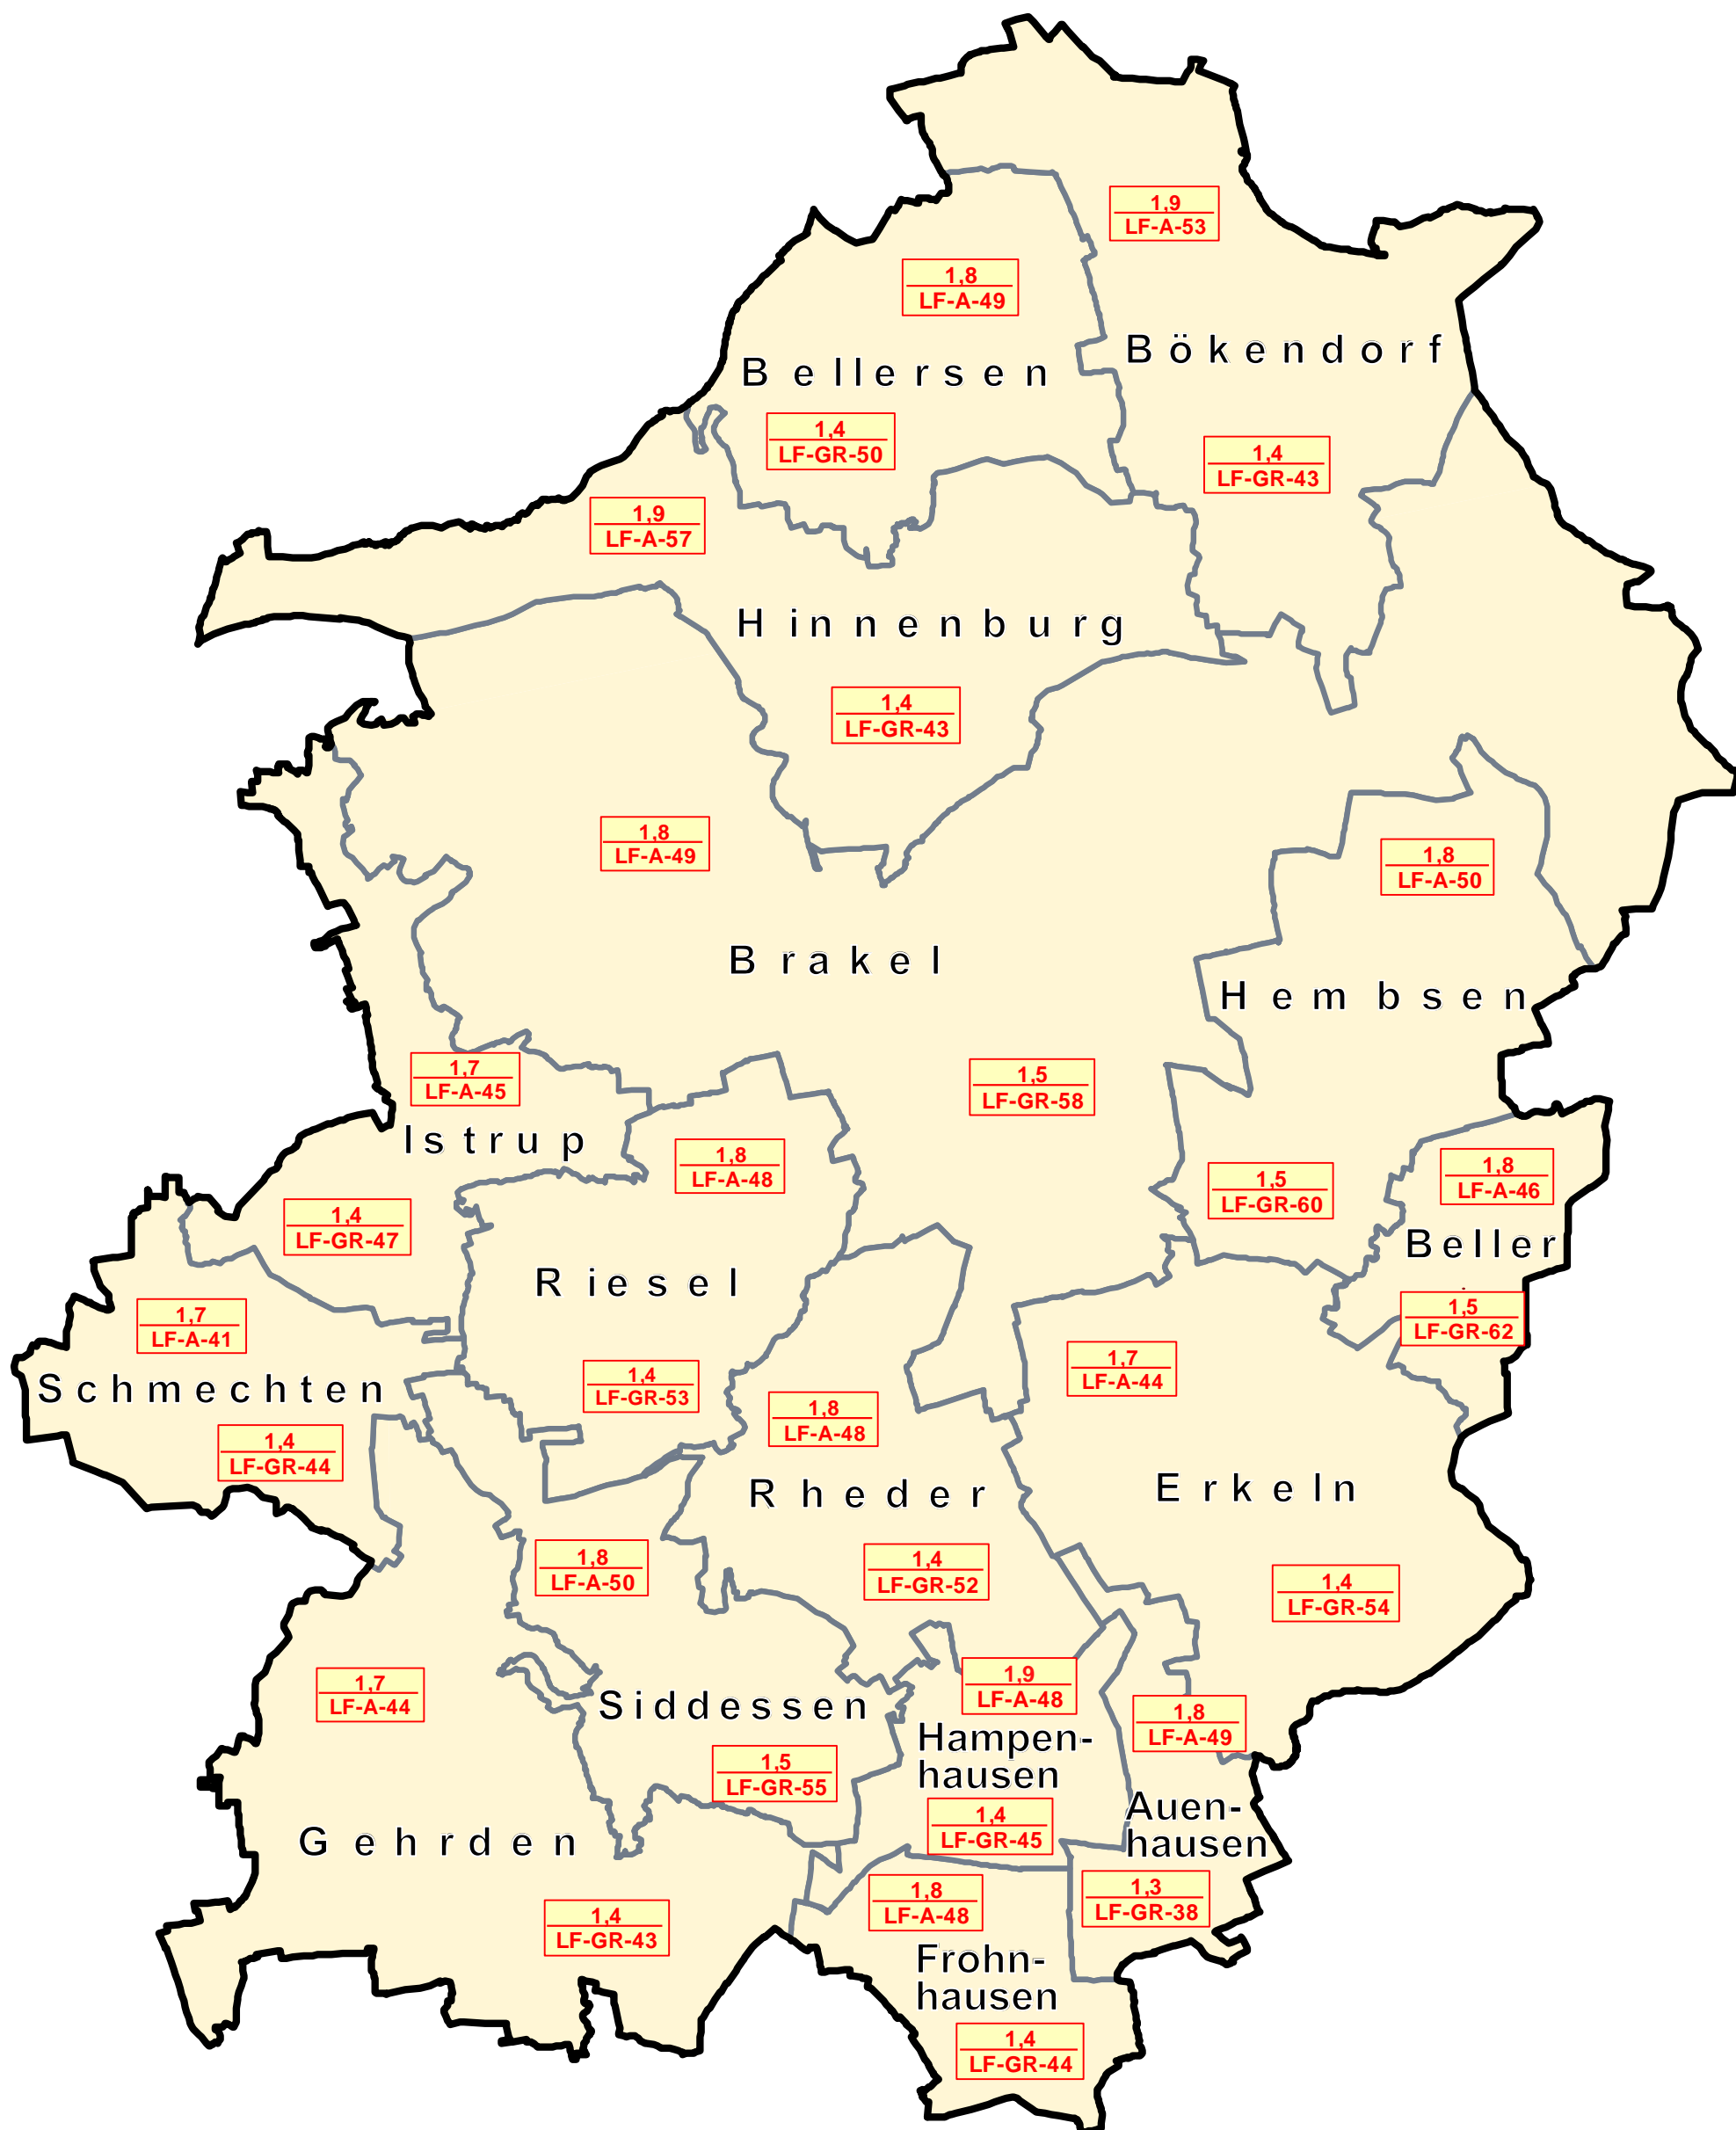 1,9
LF-A-53
1,8
LF-A-49
Bökendorf
Bellersen
1,4
LF-GR-50
1,4
LF-GR-43
1,9
LF-A-57
Hinnenburg
1,4
LF-GR-43
1,8
LF-A-49
1,8
LF-A-50
Brakel
Hembsen
1,7
LF-A-45
1,5
LF-GR-58
Istrup
1,8
LF-A-48
1,8
LF-A-46
1,5
LF-GR-60
1,4
LF-GR-47
Beller
Riesel
1,7
LF-A-41
1,5
LF-GR-62
1,7
LF-A-44
Schmechten
1,4
LF-GR-53
1,8
LF-A-48
1,4
LF-GR-44
Rheder
Erkeln
1,8
LF-A-50
1,4
LF-GR-52
1,4
LF-GR-54
1,7
LF-A-44
1,9
LF-A-48
Siddessen
1,8
LF-A-49
Hampen-
hausen
1,5
LF-GR-55
Auen-
hausen
1,4
LF-GR-45
Gehrden
1,8
LF-A-48
1,3
LF-GR-38
1,4
LF-GR-43
Frohn-
hausen
1,4
LF-GR-44